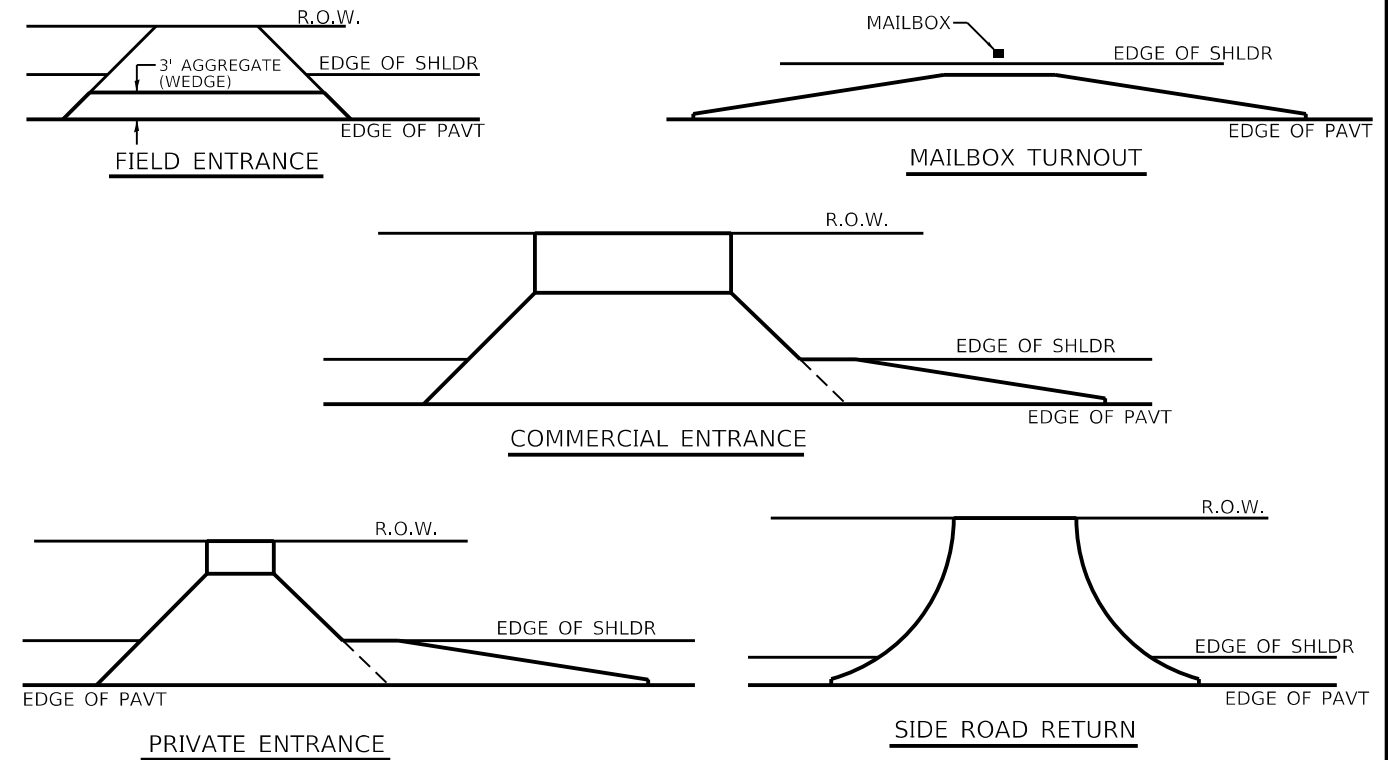 R.O.W.
3' AGGREGATE
(WEDGE)
EDGE OF SHLDR
EDGE OF PAVT
FIELD ENTRANCE
MAILBOX
EDGE OF SHLDR
EDGE OF PAVT
MAILBOX TURNOUT
R.O.W.
EDGE OF SHLDR
EDGE OF PAVT
COMMERCIAL ENTRANCE
R.O.W.
EDGE OF SHLDR
EDGE OF PAVT
PRIVATE ENTRANCE
R.O.W.
EDGE OF SHLDR
EDGE OF PAVT
SIDE ROAD RETURN